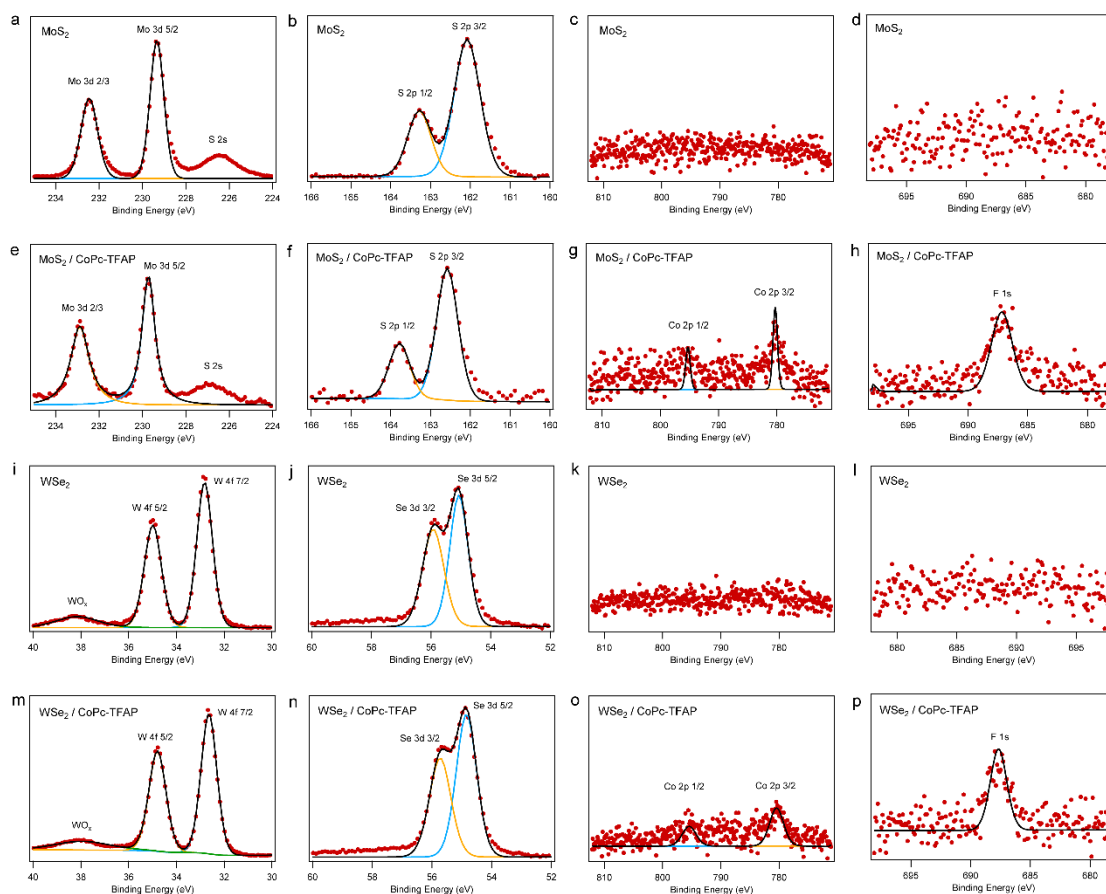 a
MoS2
Mo 3d 5/2
Mo 3d 2/3
S 2s
234 232 230 228 226 224
Binding Energy (eV)
b
MoS2
S 2p 3/2
S 2p 1/2
166 165 164 163 162 161 160
Binding Energy (eV)
c
MoS2
810 800 790 780
Binding Energy (eV)
d
MoS2
695 690 685 680
Binding Energy (eV)
e
MoS2 / CoPc-TFAP
Mo 3d 5/2
Mo 3d 2/3
S 2s
234 232 230 228 226 224
Binding Energy (eV)
f
MoS2 / CoPc-TFAP
S 2p 3/2
S 2p 1/2
166 165 164 163 162 161 160
Binding Energy (eV)
g
MoS2 / CoPc-TFAP
Co 2p 3/2
Co 2p 1/2
810 800 790 780
Binding Energy (eV)
h
MoS2 / CoPc-TFAP
F 1s
695 690 685 680
Binding Energy (eV)
i
WSe2
W 4f 7/2
W 4f 5/2
WOx
40 38 36 34 32 30
Binding Energy (eV)
j
WSe2
Se 3d 5/2
Se 3d 3/2
60 58 56 54 52
Binding Energy (eV)
k
WSe2
810 800 790 780
Binding Energy (eV)
l
WSe2
680 685 690 695
Binding Energy (eV)
m
WSe2 / CoPc-TFAP
W 4f 7/2
W 4f 5/2
WOx
40 38 36 34 32 30
Binding Energy (eV)
n
WSe2 / CoPc-TFAP
Se 3d 5/2
Se 3d 3/2
60 58 56 54 52
Binding Energy (eV)
o
WSe2 / CoPc-TFAP
Co 2p 1/2
Co 2p 3/2
810 800 790 780
Binding Energy (eV)
p
WSe2 / CoPc-TFAP
F 1s
695 690 685 680
Binding Energy (eV)